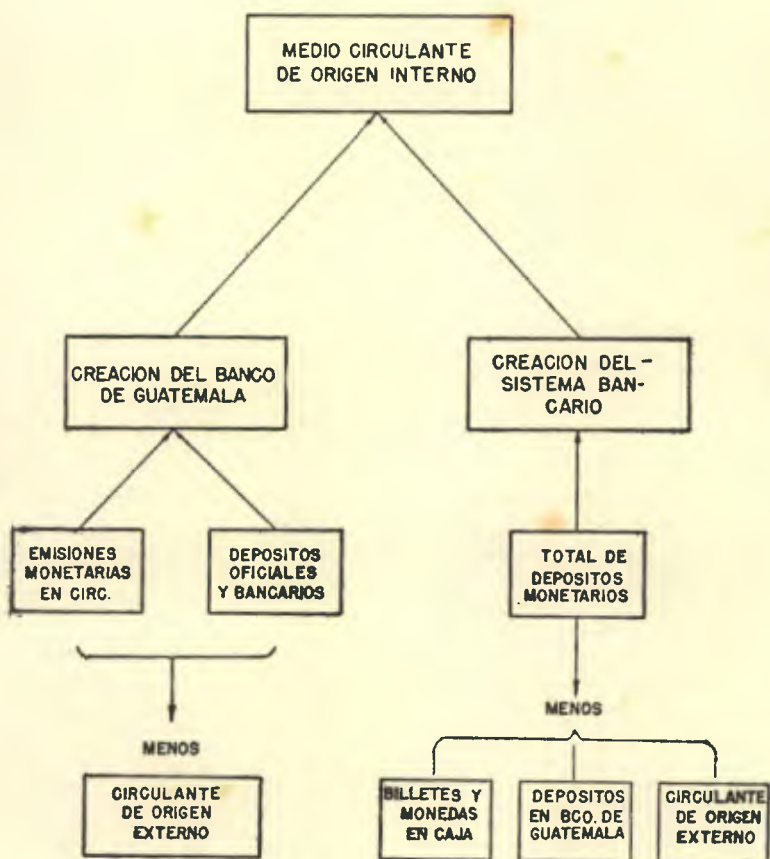 MEDIO CIRCULANTE
DE ORIGEN INTERNO
CREACION DEL BANCO
DE GUATEMALA
CREACION DEL -
SISTEMA BAN-
CARIO
EMISIONES
MONETARIAS
EN CIRC.
DEPOSITOS
OFICIALES
Y BANCARIOS
TOTAL DE
DEPOSITOS
MONETARIOS
MENOS
CIRCULANTE
DE ORIGEN
EXTERNO
MENOS
BILLETES Y
MONEDAS
EN CAJA
DEPOSITOS
EN BCO. DE
GUATEMALA
CIRCULANTE
DE ORIGEN
EXTERNO